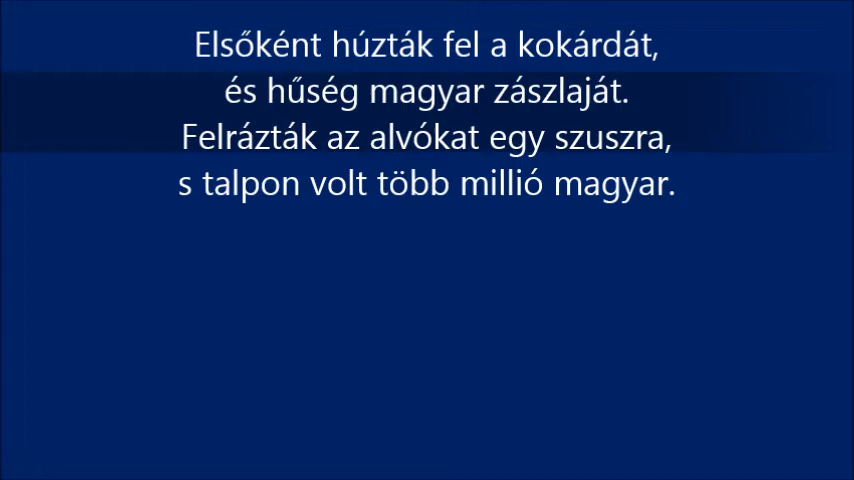 Elsőként húzták fel a kokárdát,
és hűség magyar zászlaját.
Felrázták az alvókat egy szuszra,
s talpon volt több millió magyar.